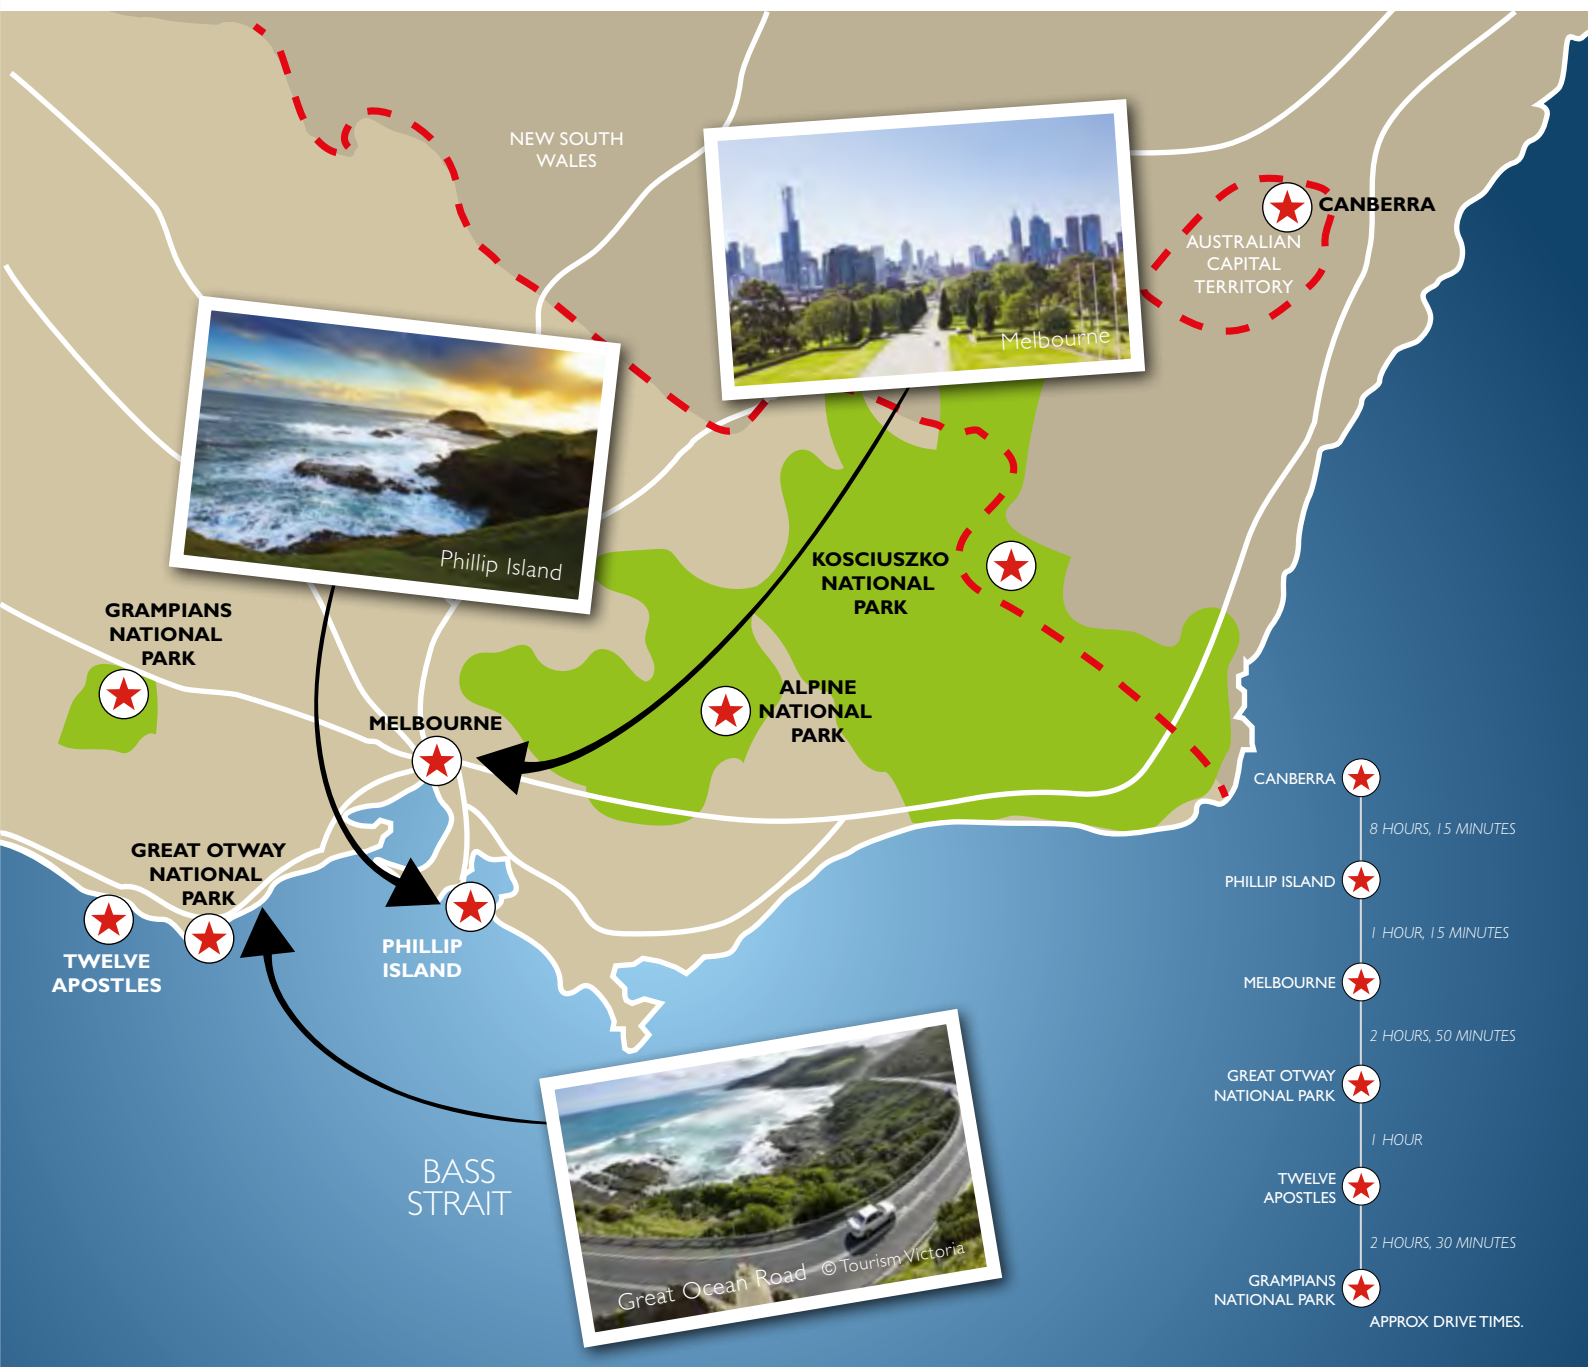 NEW SOUTH
WALES
CANBERRA
AUSTRALIAN
CAPITAL
TERRITORY
Melbourne
Phillip Island
KOSCIUSZKO
NATIONAL
PARK
GRAMPIANS
NATIONAL
PARK
ALPINE
NATIONAL
PARK
MELBOURNE
GREAT OTWAY
NATIONAL
PARK
TWELVE
APOSTLES
PHILLIP
ISLAND
BASS
STRAIT
Great Ocean Road © Tourism Victoria
CANBERRA
8 HOURS, 15 MINUTES
PHILLIP ISLAND
1 HOUR, 15 MINUTES
MELBOURNE
2 HOURS, 50 MINUTES
GREAT OTWAY
NATIONAL PARK
1 HOUR
TWELVE
APOSTLES
2 HOURS, 30 MINUTES
GRAMPIANS
NATIONAL PARK
APPROX DRIVE TIMES.